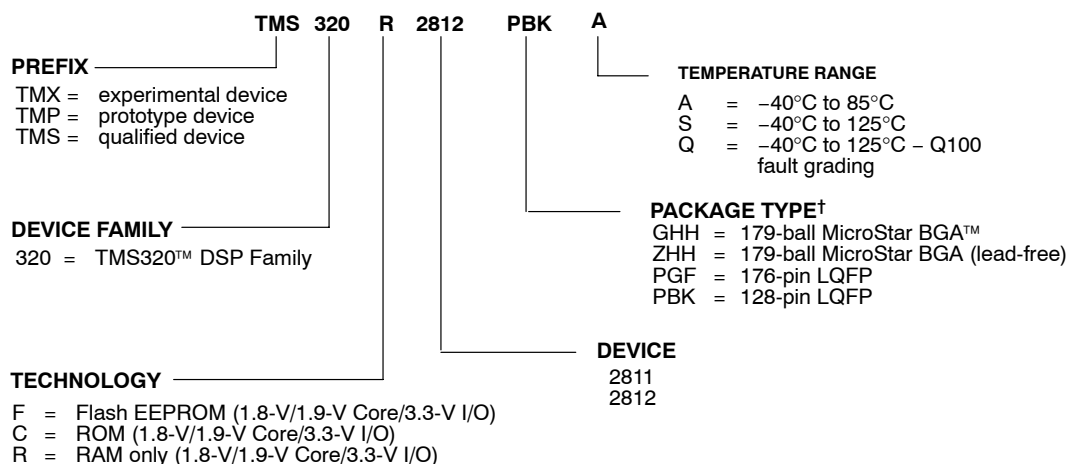 TMS 320 R 2812 PBK A
PREFIX
TMX = experimental device
TMP = prototype device
TMS = qualified device
TEMPERATURE RANGE
A = −40°C to 85°C
S = −40°C to 125°C
Q = −40°C to 125°C − Q100
fault grading
DEVICE FAMILY
320 = TMS320™ DSP Family
PACKAGE TYPE†
GHH = 179-ball MicroStar BGA™
ZHH = 179-ball MicroStar BGA (lead-free)
PGF = 176-pin LQFP
PBK = 128-pin LQFP
DEVICE
2811
2812
TECHNOLOGY
F = Flash EEPROM (1.8-V/1.9-V Core/3.3-V I/O)
C = ROM (1.8-V/1.9-V Core/3.3-V I/O)
R = RAM only (1.8-V/1.9-V Core/3.3-V I/O)